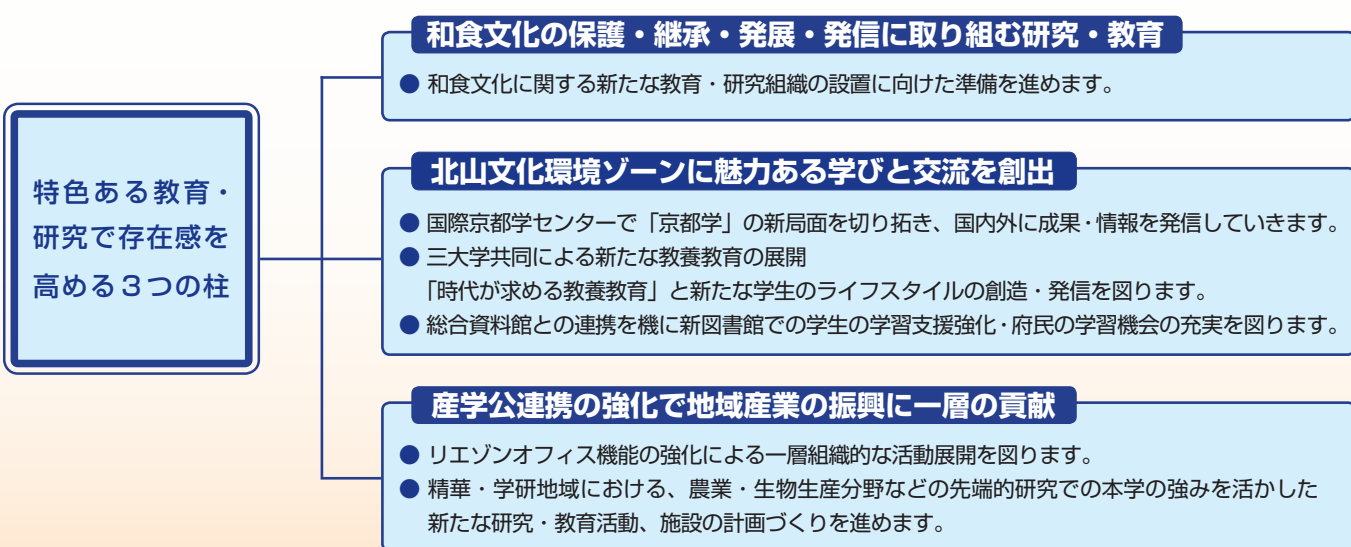 特色ある教育・
研究で存在感を
高める3つの柱
和食文化の保護・継承・発展・発信に取り組む研究・教育
● 和食文化に関する新たな教育・研究組織の設置に向けた準備を進めます。
北山文化環境ゾーンに魅力ある学びと交流を創出
● 国際京都学センターで「京都学」の新局面を切り拓き、国内外に成果・情報を発信していきます。
● 三大学共同による新たな教養教育の展開
「時代が求める教養教育」と新たな学生のライフスタイルの創造・発信を図ります。
● 総合資料館との連携を機に新図書館での学生の学習支援強化・府民の学習機会の充実を図ります。
産学公連携の強化で地域産業の振興に一層の貢献
● リエゾンオフィス機能の強化による一層組織的な活動展開を図ります。
● 精華・学研地域における、農業・生物生産分野などの先端的研究での本学の強みを活かした
新たな研究・教育活動、施設の計画づくりを進めます。